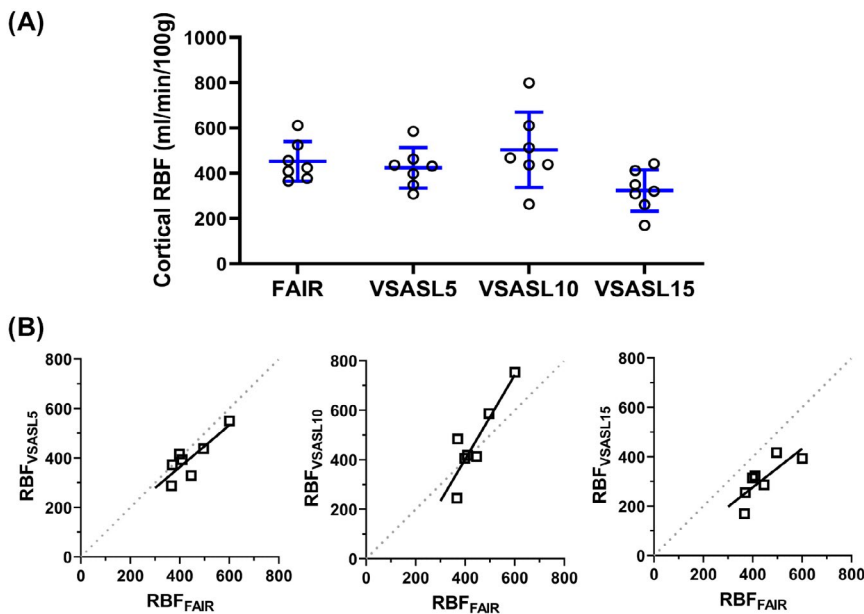 (A)
Cortical RBF (ml/min/100g)
1000
800
600
400
200
0
FAIR VSASL5 VSASL10 VSASL15
(B)
RBFVSASL5
800
600
400
200
0
0 200 400 600 800
RBFFAIR
RBFVSASL10
800
600
400
200
0
0 200 400 600 800
RBFFAIR
RBFVSASL15
800
600
400
200
0
0 200 400 600 800
RBFFAIR